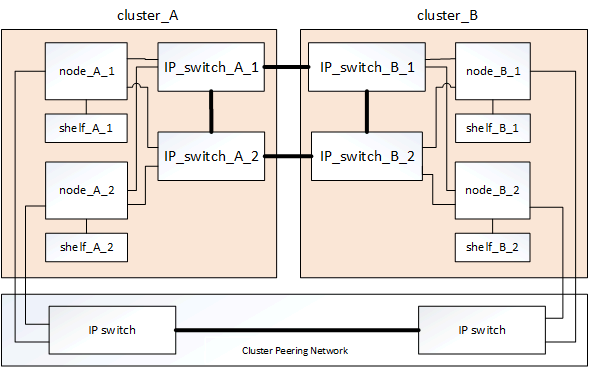 cluster_A
cluster_B
node_A_1
IP_switch_A_1
IP_switch_B_1
node_B_1
shelf_A_1
shelf_B_1
IP_switch_A_2
IP_switch_B_2
node_A_2
node_B_2
shelf_A_2
shelf_B_2
IP switch
IP switch
Cluster Peering Network